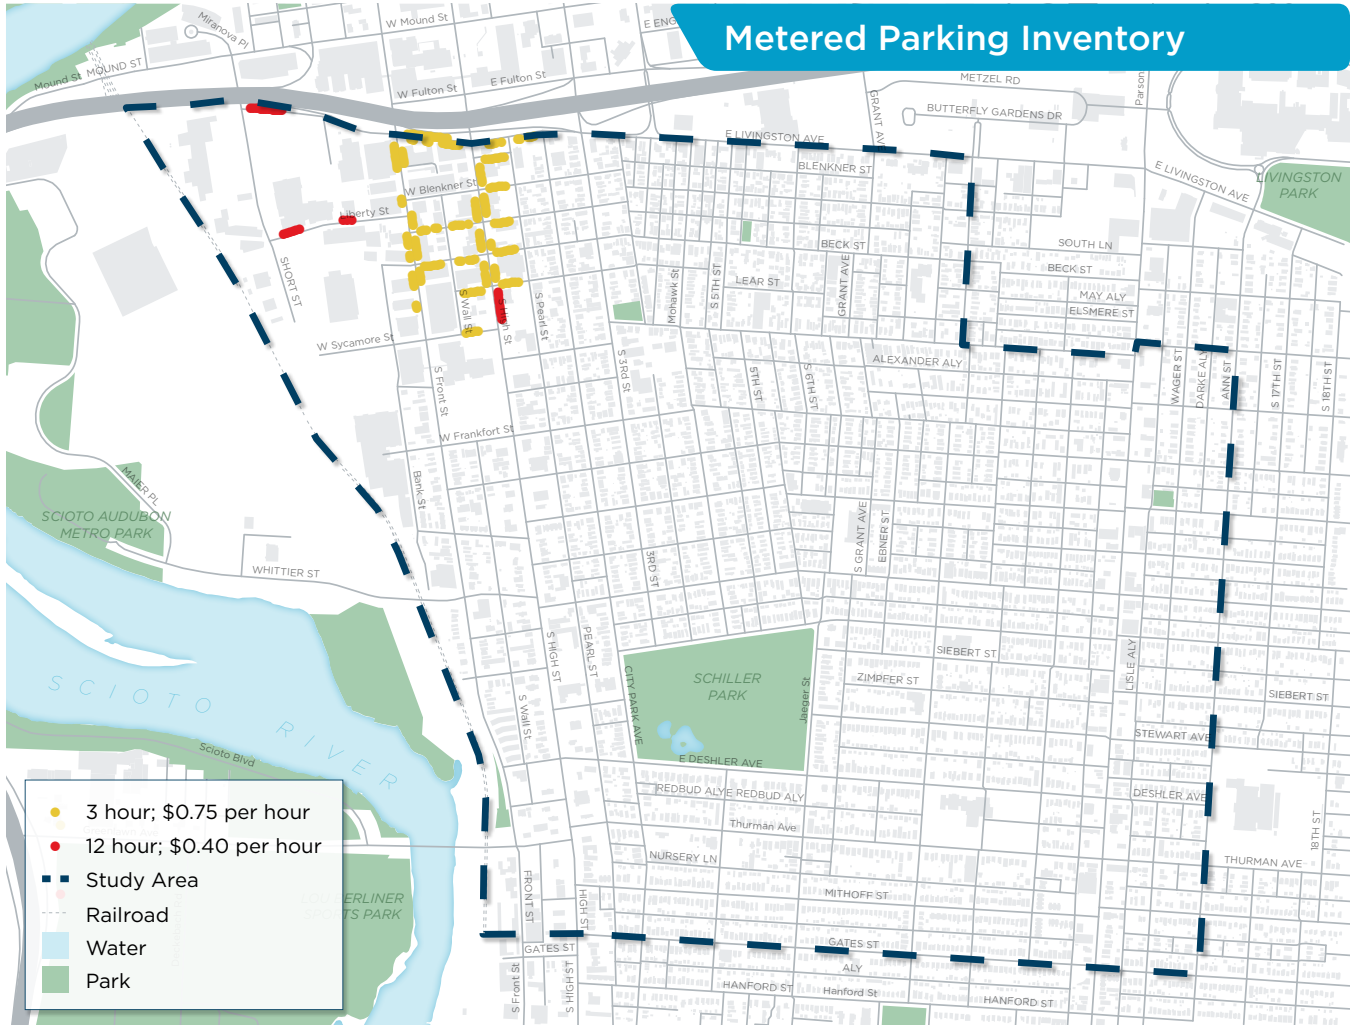 Metered Parking Inventory
W Mound St
E ENG
Miranova Pl
Mound St
MOUND ST
W Fulton St
E Fulton St
METZEL RD
Parson
GRANT AV
BUTTERFLY GARDENS DR
E LIVINGSTON AVE
BLENKNER ST
E LIVINGSTON AVE
LIVINGSTON
PARK
W Blenkner St
Liberty St
BECK ST
SOUTH LN
BECK ST
LEAR ST
MAY ALY
ELSMERE ST
SHORT ST
S Wall St
S High St
S Pearl St
Mohawk St
S 5TH ST
GRANT AVE
W Sycamore St
S 3Rd St
ALEXANDER ALY
S Front St
5TH ST
S 6TH ST
WAGER ST
DARKE ALY
ANN ST
S 17TH ST
S 18TH ST
W Frankfort St
Bank St
MAIER PL
SCIOTO AUDUBON
METRO PARK
S GRANT AVE
EBNER ST
WHITTIER ST
3RD ST
S HIGH ST
PEARL ST
CITY PARK AVE
SCHILLER
PARK
Jaeger St
SIEBERT ST
ZIMPFER ST
LISLE ALY
SIEBERT ST
SCIOTO RIVER
S Wall St
STEWART AVE
Scioto Blvd
E DESHLER AVE
REDBUD ALY
E REDBUD ALY
DESHLER AVE
Thurman Ave
18TH ST
NURSERY LN
THURMAN AVE
FRONT ST
HIGH ST
MITHOFF ST
BERLINER
SPORTS PARK
GATES ST
GATES ST
ALY
S Front St
S HIGH ST
HANFORD ST
Hanford St
HANFORD ST
3 hour; $0.75 per hour
12 hour; $0.40 per hour
Study Area
Railroad
Water
Park